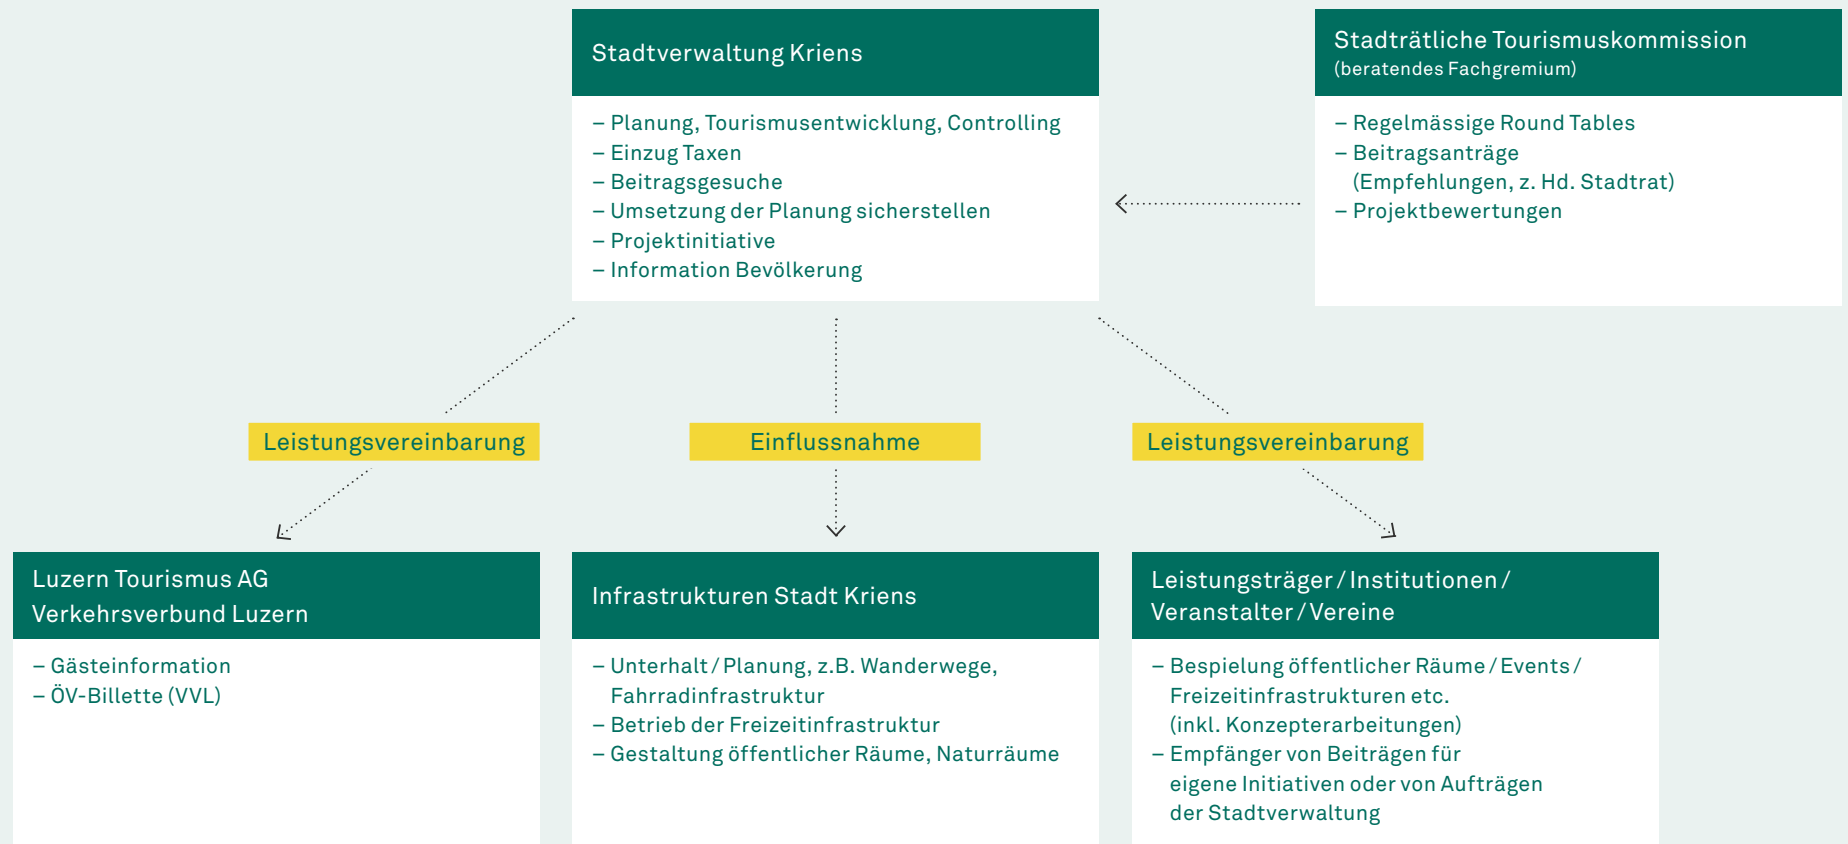 Stadtverwaltung Kriens
– Planung, Tourismusentwicklung, Controlling
– Einzug Taxen
– Beitragsgesuche
– Umsetzung der Planung sicherstellen
– Projektinitiative
– Information Bevölkerung
Stadträtliche Tourismuskommission
(beratendes Fachgremium)
– Regelmässige Round Tables
– Beitragsanträge
(Empfehlungen, z. Hd. Stadtrat)
– Projektbewertungen
Leistungsvereinbarung
Einflussnahme
Leistungsvereinbarung
Luzern Tourismus AG
Verkehrsverbund Luzern
– Gästeinformation
– ÖV-Billette (VVL)
Infrastrukturen Stadt Kriens
– Unterhalt / Planung, z.B. Wanderwege,
Fahrradinfrastruktur
– Betrieb der Freizeitinfrastruktur
– Gestaltung öffentlicher Räume, Naturräume
Leistungsträger / Institutionen /
Veranstalter / Vereine
– Bespielung öffentlicher Räume / Events /
Freizeitinfrastrukturen etc.
(inkl. Konzepterarbeitungen)
– Empfänger von Beiträgen für
eigene Initiativen oder von Aufträgen
der Stadtverwaltung